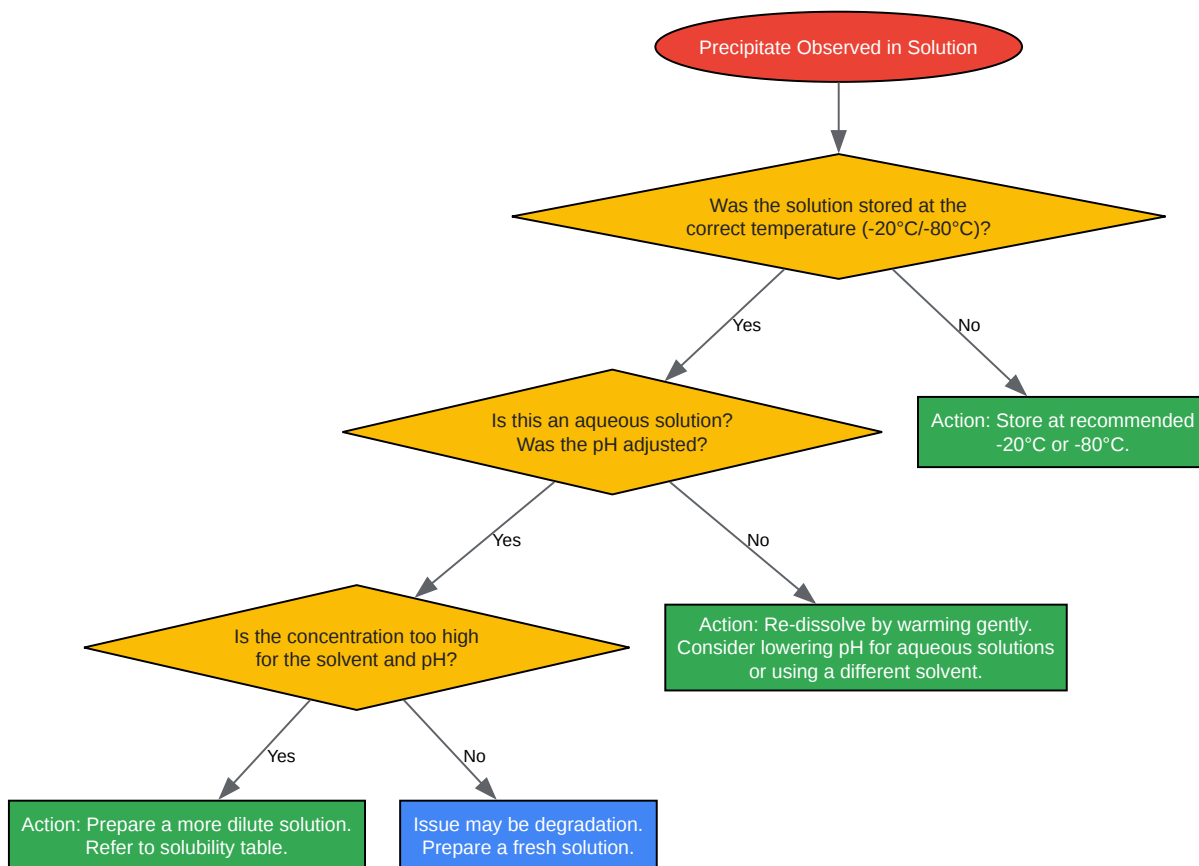 Precipitate Observed in Solution
Was the solution stored at the
correct temperature (-20°C/-80°C)?
Yes
No
Is this an aqueous solution?
Was the pH adjusted?
Action: Store at recommended
-20°C or -80°C.
Yes
No
Is the concentration too high
for the solvent and pH?
Action: Re-dissolve by warming gently.
Consider lowering pH for aqueous solutions
or using a different solvent.
Yes
No
Action: Prepare a more dilute solution.
Refer to solubility table.
Issue may be degradation.
Prepare a fresh solution.